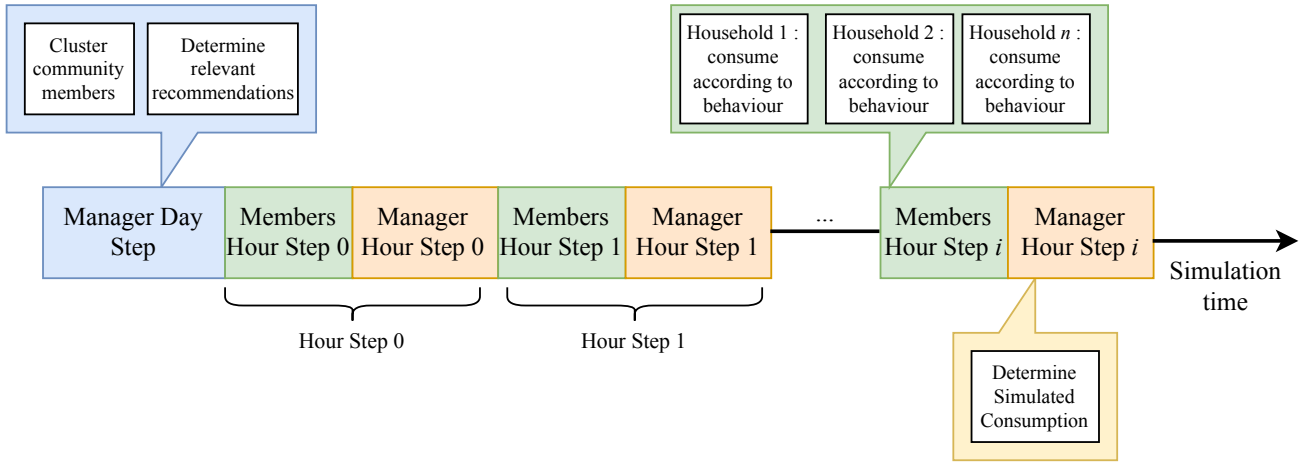 Cluster
community
members
Determine
relevant
recommendations
Household 1 :
consume
according to
behaviour
Household 2 :
consume
according to
behaviour
Household n :
consume
according to
behaviour
Manager Day
Step
Members
Hour Step 0
Manager
Hour Step 0
Members
Hour Step 1
Manager
Hour Step 1
...
Members
Hour Step i
Manager
Hour Step i
Simulation
time
Hour Step 0
Hour Step 1
Determine
Simulated
Consumption